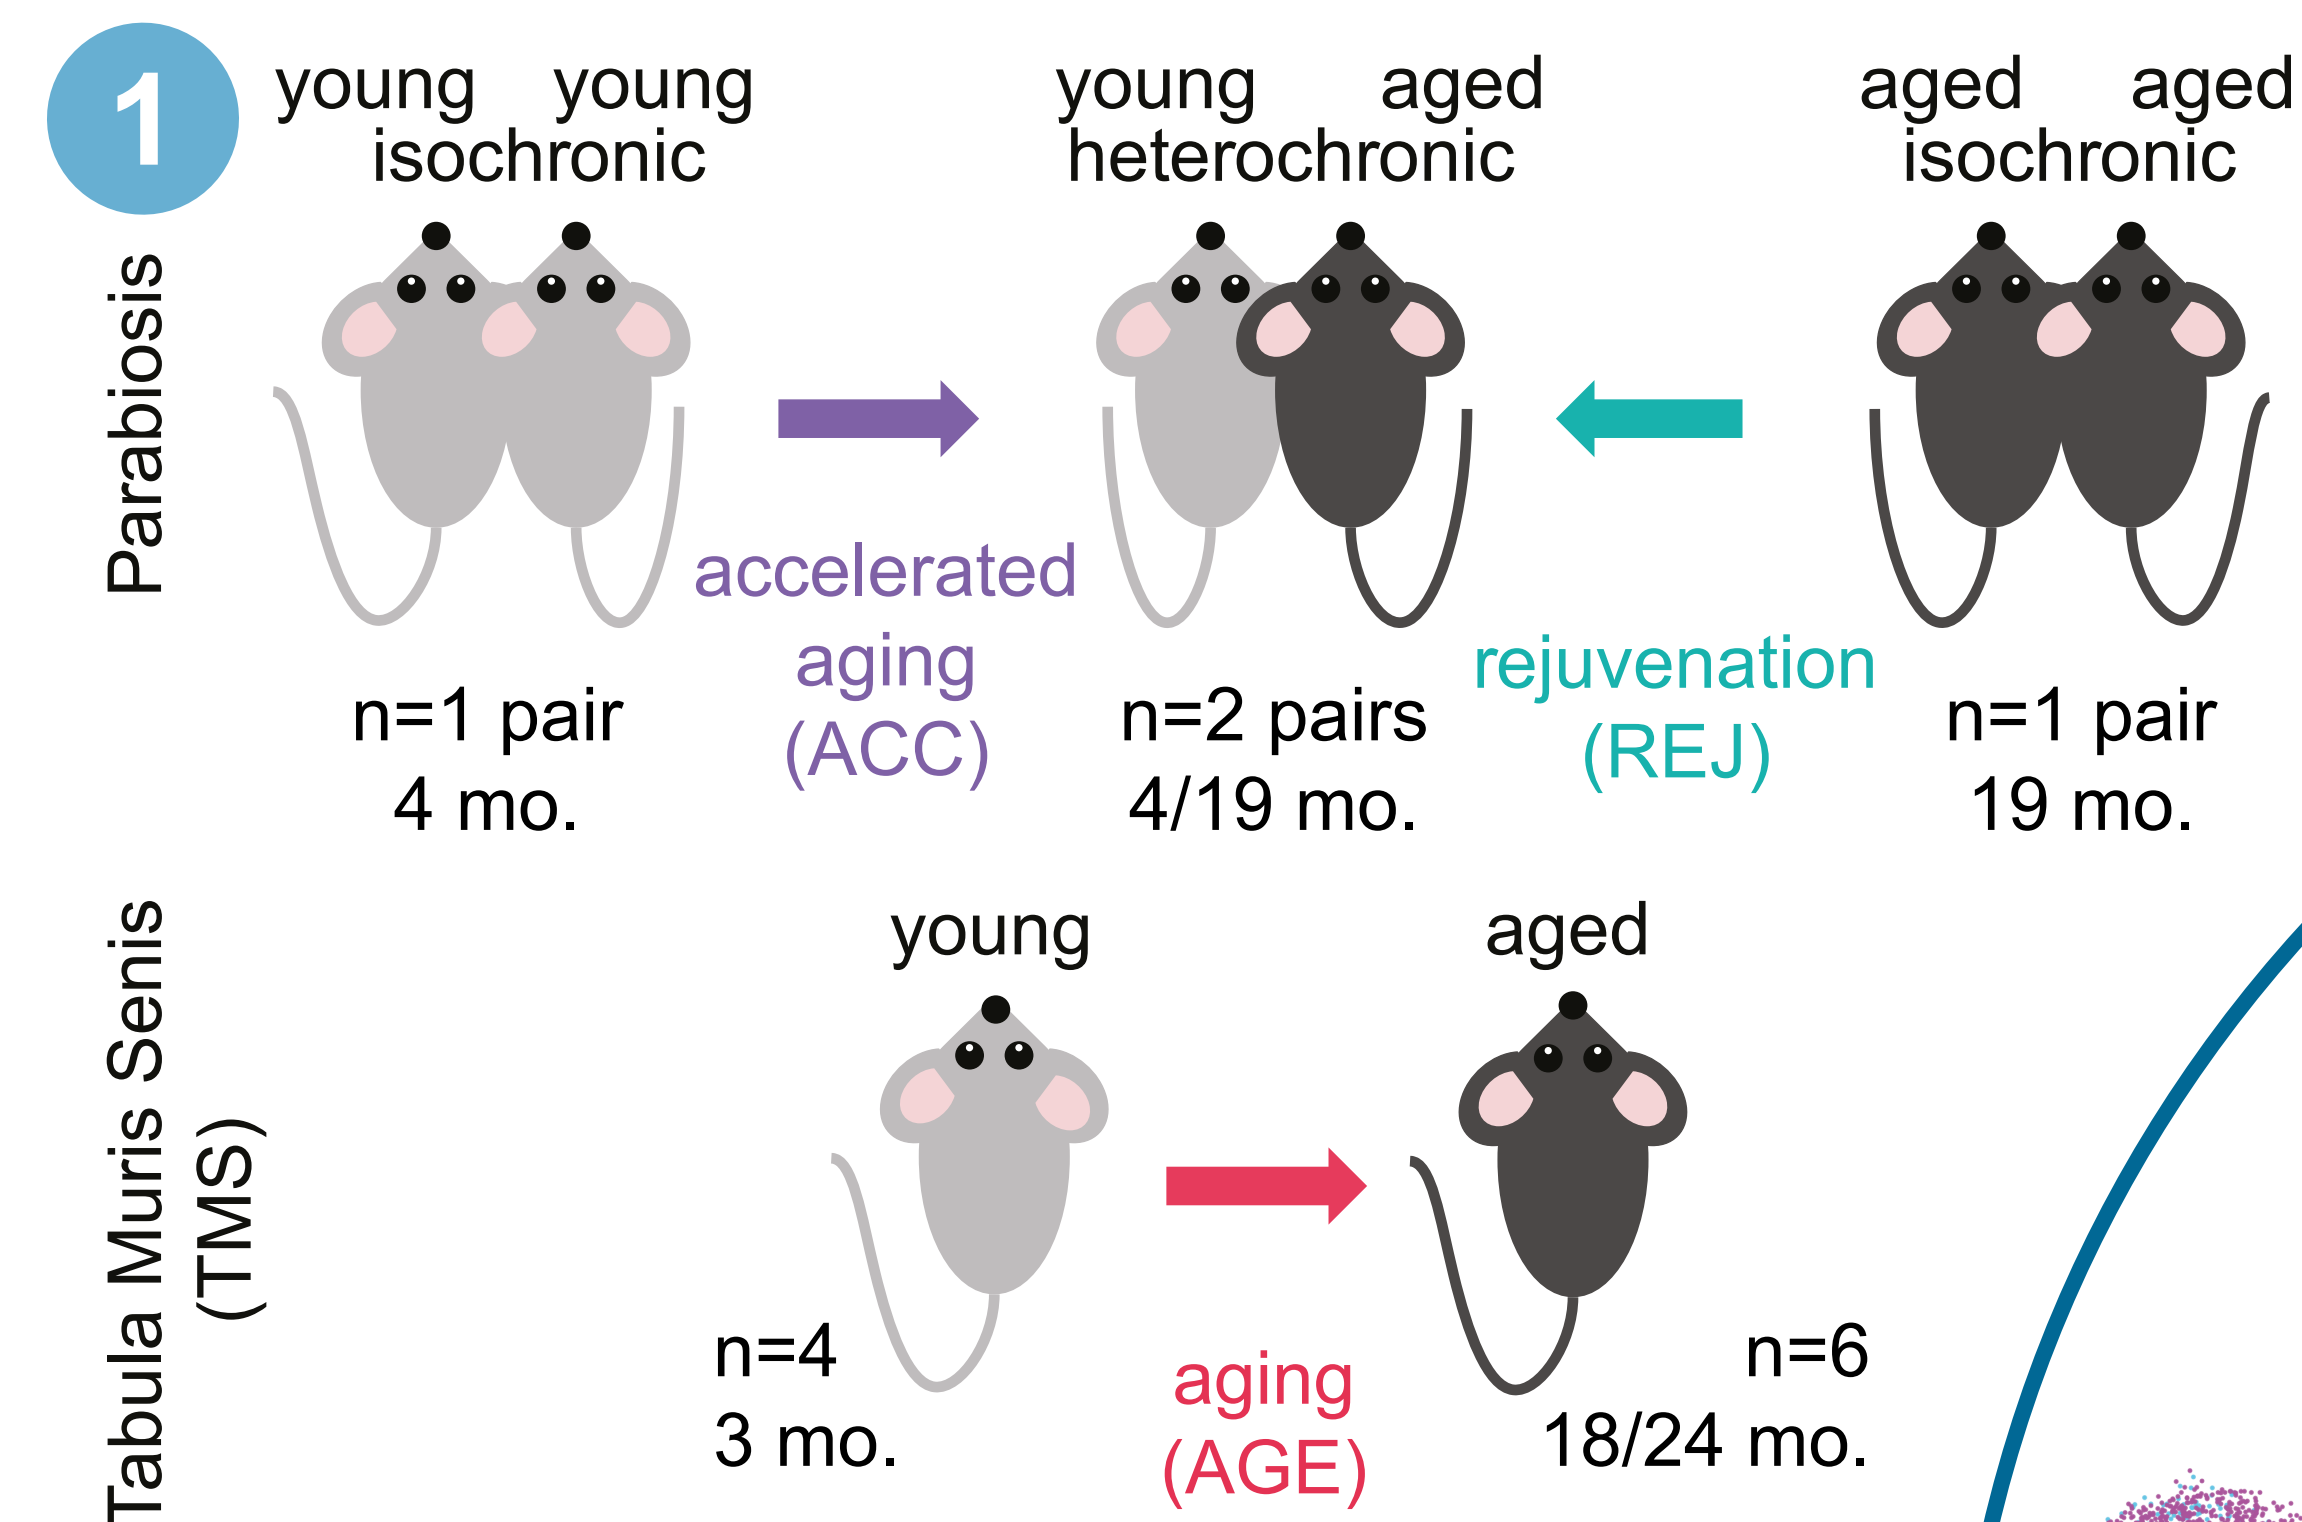 1
young young
isochronic
young aged
heterochronic
aged aged
isochronic
Parabiosis
accelerated
aging
(ACC)
rejuvenation
(REJ)
n=1 pair
4 mo.
n=2 pairs
4/19 mo.
n=1 pair
19 mo.
Tabula Muris Senis
(TMS)
young
aged
n=4
3 mo.
aging
(AGE)
n=6
18/24 mo.